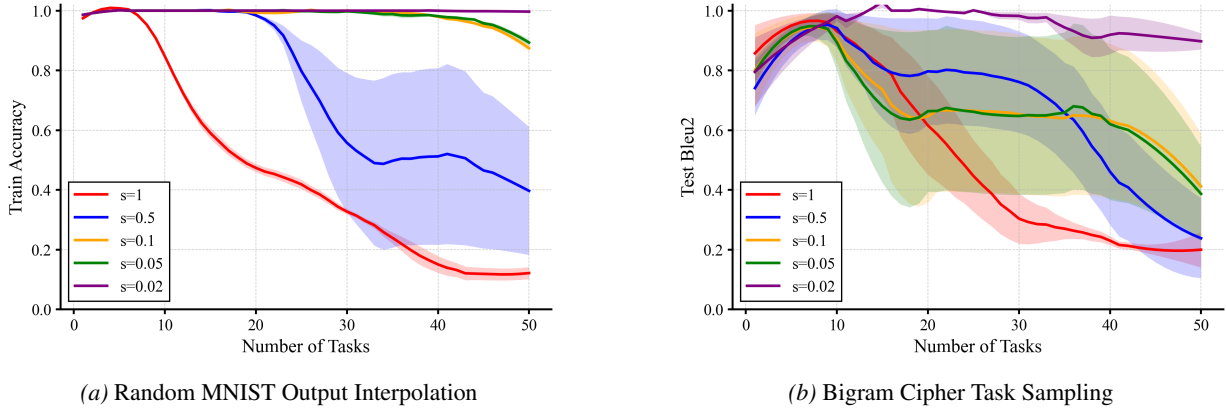 1.0
0.8
0.6
0.4
0.2
0.0
Train Accuracy
s=1
s=0.5
s=0.1
s=0.05
s=0.02
0 10 20 30 40 50
Number of Tasks
(a) Random MNIST Output Interpolation
1.0
0.8
0.6
0.4
0.2
0.0
Test Bleu2
s=1
s=0.5
s=0.1
s=0.05
s=0.02
0 10 20 30 40 50
Number of Tasks
(b) Bigram Cipher Task Sampling